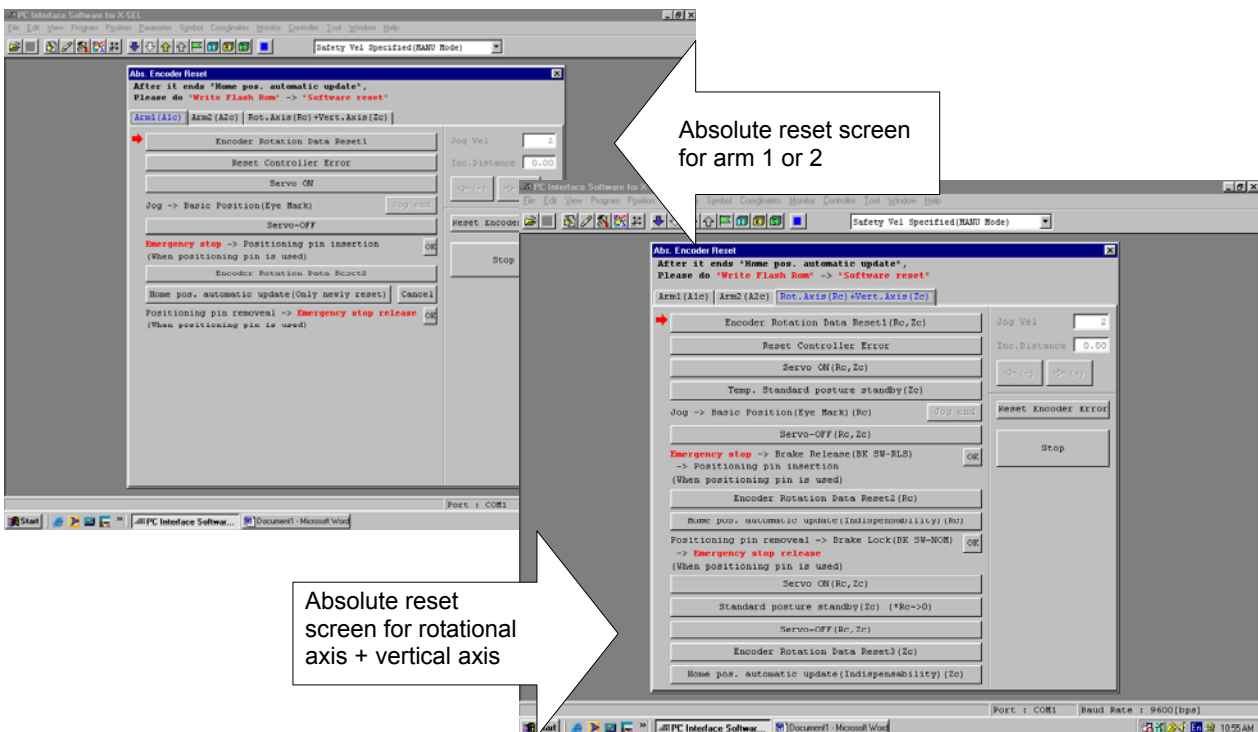 PC Interface Software for X-SEL
File Edit View Program Position Parameter Symbol Coordinates Monitor Controller Tool Window Help
Safety Vel Specified(MANU Mode)
Abs. Encoder Reset
After it ends "Home pos. automatic update",
Please do "Write Flash Rom" -> "Software reset"
Arm1(A1c) Arm2(A2c) Rot.Axis(Rc)+Vert.Axis(Zc)
Encoder Rotation Data Reset1
Reset Controller Error
Servo ON
Jog -> Basic Position(Eye Mark) Jog end
Servo-OFF
Emergency stop -> Positioning pin insertion OK
(When positioning pin is used)
Encoder Rotation Data Reset2
Home pos. automatic update(Only newly reset) Cancel
Positioning pin removeal -> Emergency stop release OK
(When positioning pin is used)
Jog Vel 2
Inc.Distance 0.00
(-)
Reset Encode
Stop
Port : COM1
Start PC Interface Softwar... Document1 - Microsoft Word
Absolute reset screen
for arm 1 or 2
PC Interface Software for X
File Edit View Program Position Symbol Coordinates Monitor Controller Tool Window Help
Safety Vel Specified(MANU Mode)
Abs. Encoder Reset
After it ends "Home pos. automatic update",
Please do "Write Flash Rom" -> "Software reset"
Arm1(A1c) Arm2(A2c) Rot.Axis(Rc)+Vert.Axis(Zc)
Encoder Rotation Data Reset1(Rc,Zc)
Reset Controller Error
Servo ON(Rc,Zc)
Temp. Standard posture standby(Zc)
Jog -> Basic Position(Eye Mark)(Rc) Jog end
Servo-OFF(Rc,Zc)
Emergency stop -> Brake Release(BK SW-RLS) OK
-> Positioning pin insertion
(When positioning pin is used)
Encoder Rotation Data Reset2(Rc)
Home pos. automatic update(Indispensability)(Rc)
Positioning pin removeal -> Brake Lock(BK SW-NOM) OK
-> Emergency stop release
(When positioning pin is used)
Servo ON(Rc,Zc)
Standard posture standby(Zc) (*Rc->0)
Servo-OFF(Rc,Zc)
Encoder Rotation Data Reset3(Zc)
Home pos. automatic update(Indispensability)(Zc)
Jog Vel 2
Inc.Distance 0.00
(-) (+)
Reset Encoder Error
Stop
Port : COM1 Baud Rate : 9600[bps]
PC Interface Softwar... Document1 - Microsoft Word En 10:55 AM
Absolute reset
screen for rotational
axis + vertical axis